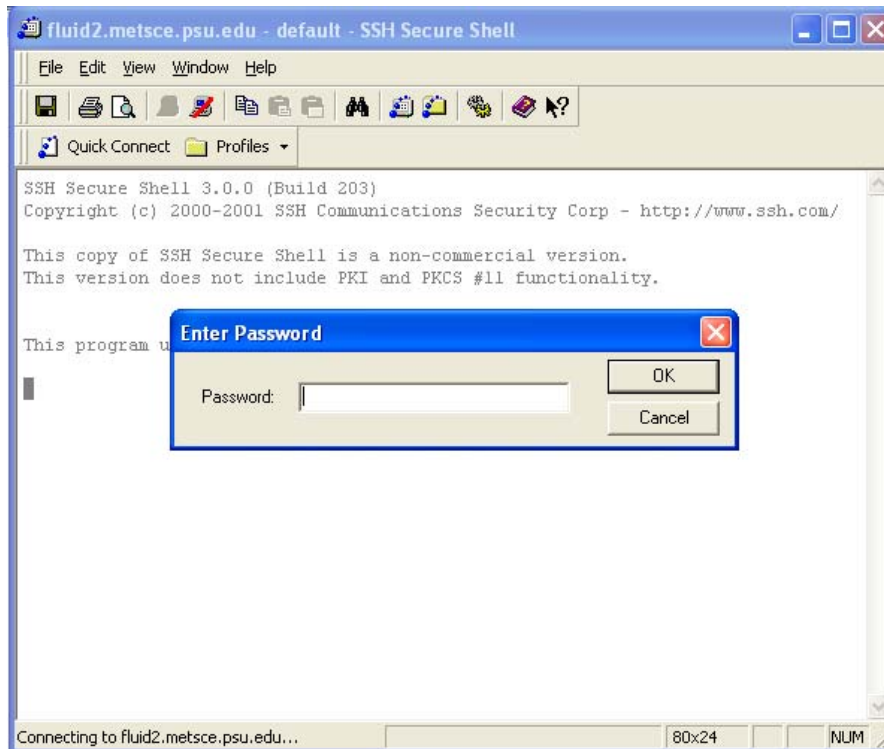 fluid2.metsce.psu.edu - default - SSH Secure Shell
File Edit View Window Help
Quick Connect Profiles
SSH Secure Shell 3.0.0 (Build 203)
Copyright (c) 2000-2001 SSH Communications Security Corp - http://www.ssh.com/
This copy of SSH Secure Shell is a non-commercial version.
This version does not include PKI and PKCS #11 functionality.
This program u
Enter Password
Password:
OK
Cancel
Connecting to fluid2.metsce.psu.edu... 80x24 NUM